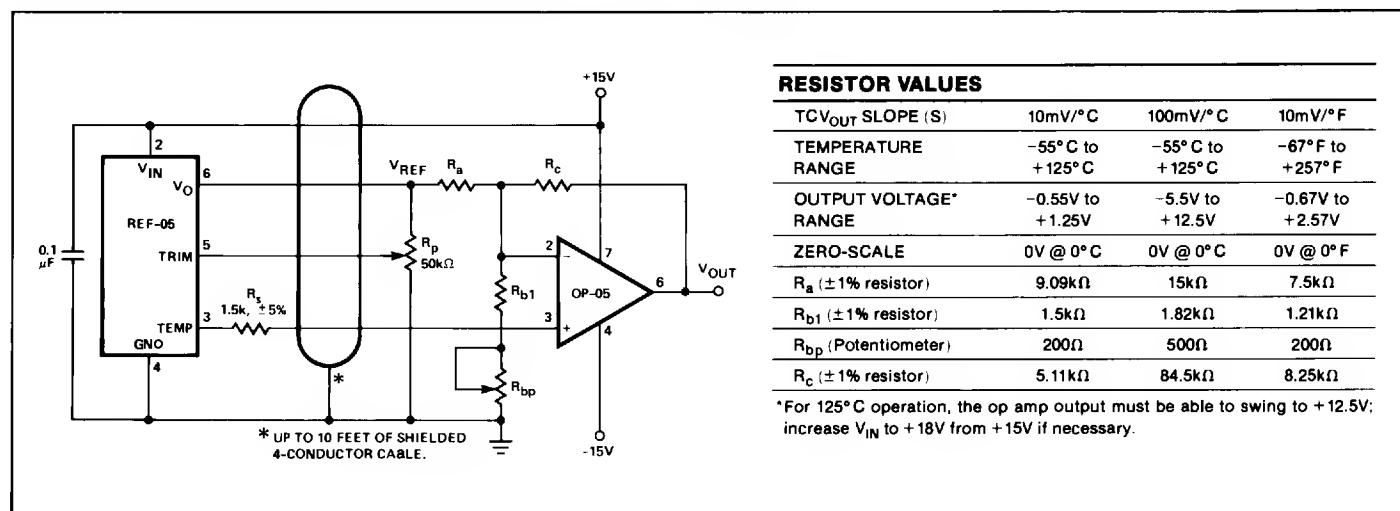 +15V
2
V_IN
6
V_O
V_REF
R_a
R_c
REF-05
0.1
µF
5
TRIM
R_p
50kΩ
2
7
−
R_b1
OP-05
6
V_OUT
R_s
1.5k, ±5%
3
TEMP
3
+
4
GNO
4
*
R_bp
* UP TO 10 FEET OF SHIELDED
4-CONDUCTOR CABLE.
-15V
RESISTOR VALUES
TCV_OUT SLOPE (S) 10mV/°C 100mV/°C 10mV/°F
TEMPERATURE −55°C to −55°C to −67°F to
RANGE +125°C +125°C +257°F
OUTPUT VOLTAGE* −0.55V to −5.5V to −0.67V to
RANGE +1.25V +12.5V +2.57V
ZERO-SCALE 0V @ 0°C 0V @ 0°C 0V @ 0°F
R_a (±1% resistor) 9.09kΩ 15kΩ 7.5kΩ
R_b1 (±1% resistor) 1.5kΩ 1.82kΩ 1.21kΩ
R_bp (Potentiometer) 200Ω 500Ω 200Ω
R_c (±1% resistor) 5.11kΩ 84.5kΩ 8.25kΩ
*For 125°C operation, the op amp output must be able to swing to +12.5V;
increase V_IN to +18V from +15V if necessary.